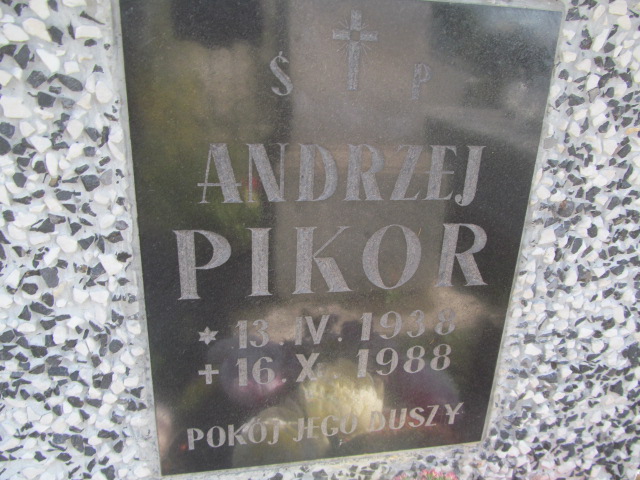 Ś P
ANDRZEJ
PIKOR
* 13.IV.1938
+ 16.X.1988
POKÓJ JEGO DUSZY